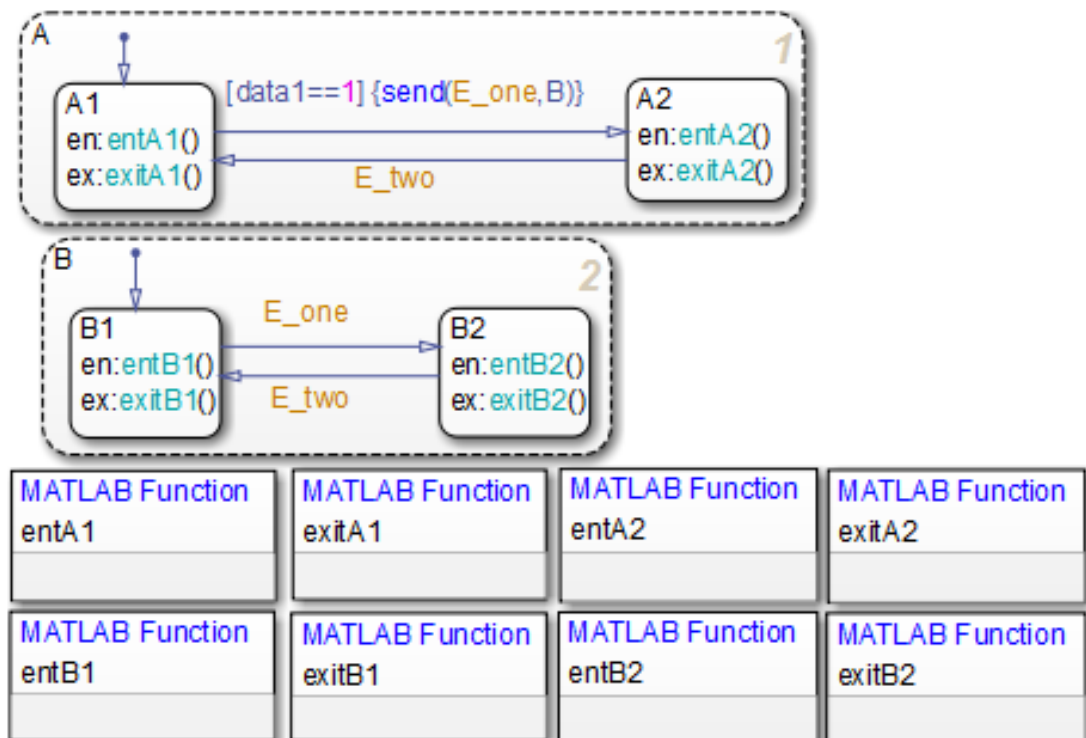 A
1
[data1==1] {send(E_one,B)}
A1
en:entA1()
ex:exitA1()
A2
en:entA2()
ex:exitA2()
E_two
B
2
E_one
B1
en:entB1()
ex:exitB1()
B2
en:entB2()
ex:exitB2()
E_two
MATLAB Function
entA1
MATLAB Function
exitA1
MATLAB Function
entA2
MATLAB Function
exitA2
MATLAB Function
entB1
MATLAB Function
exitB1
MATLAB Function
entB2
MATLAB Function
exitB2